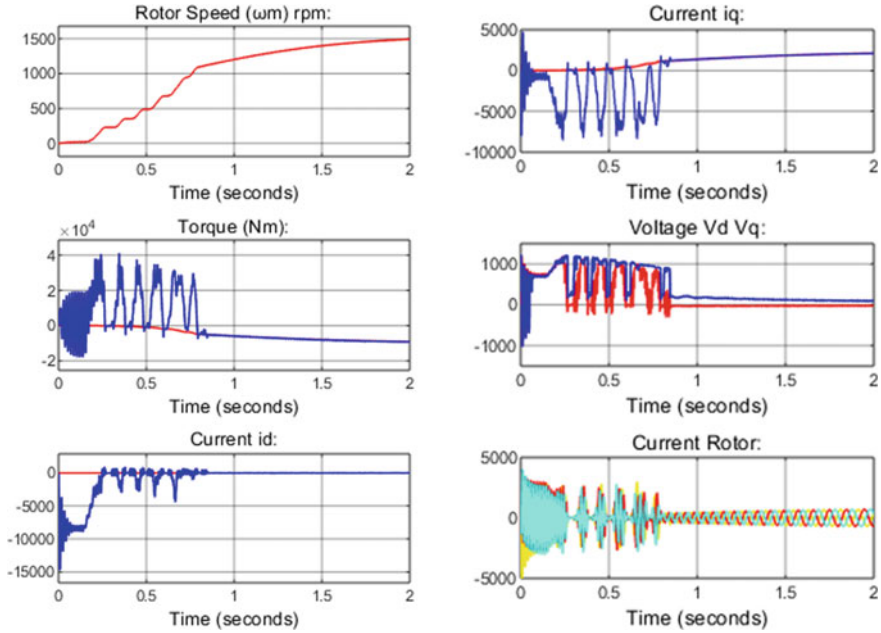 Rotor Speed (ωm) rpm:
1500
1000
500
0
0 0.5 1 1.5 2
Time (seconds)
Current iq:
5000
0
-5000
-10000
0 0.5 1 1.5 2
Time (seconds)
×10⁴
Torque (Nm):
4
2
0
-2
0 0.5 1 1.5 2
Time (seconds)
Voltage Vd Vq:
1000
0
-1000
0 0.5 1 1.5 2
Time (seconds)
Current id:
0
-5000
-10000
-15000
0 0.5 1 1.5 2
Time (seconds)
Current Rotor:
5000
0
-5000
0 0.5 1 1.5 2
Time (seconds)